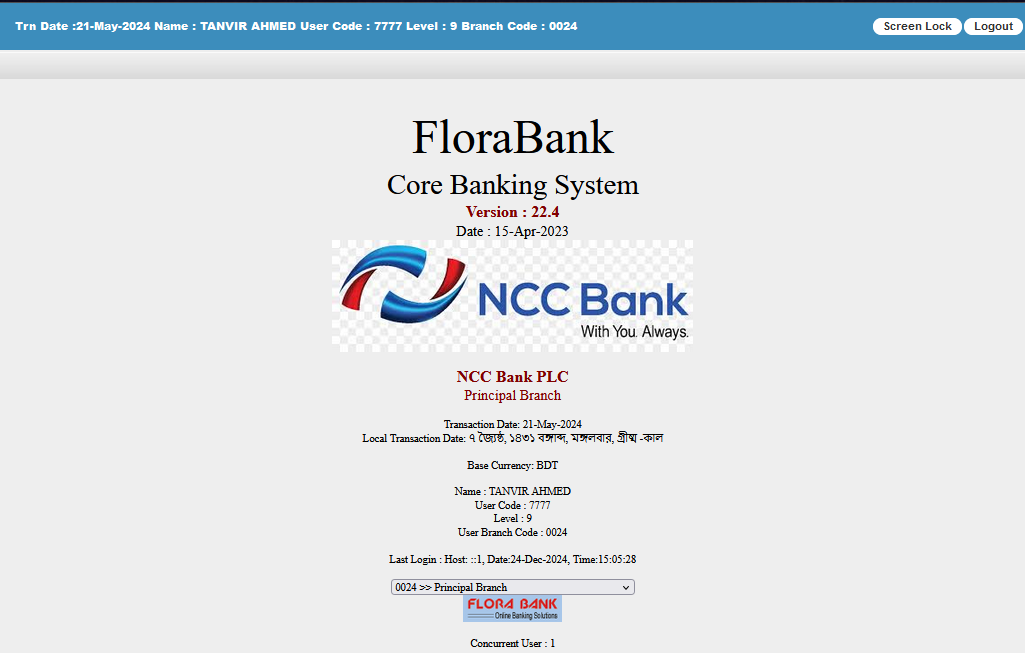 Trn Date :21-May-2024 Name : TANVIR AHMED User Code : 7777 Level : 9 Branch Code : 0024
Screen Lock
Logout
FloraBank
Core Banking System
Version : 22.4
Date : 15-Apr-2023
NCC Bank
With You. Always.
NCC Bank PLC
Principal Branch
Transaction Date: 21-May-2024
Local Transaction Date: ৭ জ্যৈষ্ঠ, ১৪৩১ বঙ্গাব্দ, মঙ্গলবার, গ্রীষ্ম -কাল
Base Currency: BDT
Name : TANVIR AHMED
User Code : 7777
Level : 9
User Branch Code : 0024
Last Login : Host: ::1, Date:24-Dec-2024, Time:15:05:28
0024 >> Principal Branch
FLORA BANK
Online Banking Solutions
Concurrent User : 1